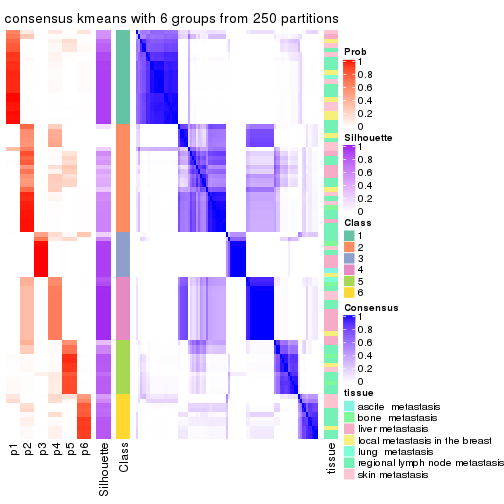 consensus kmeans with 6 groups from 250 partitions
Prob
1
0.8
0.6
0.4
0.2
0
Silhouette
1
0.8
0.6
0.4
0.2
0
Class
1
2
3
4
5
6
Consensus
1
0.8
0.6
0.4
0.2
0
tissue
ascite metastasis
bone metastasis
liver metastasis
local metastasis in the breast
lung metastasis
regional lymph node metastasis
skin metastasis
p1
p2
p3
p4
p5
p6
Silhouette
Class
tissue